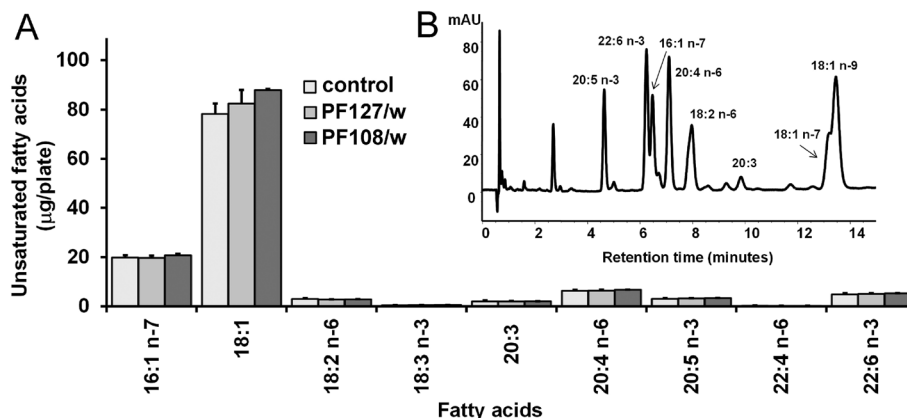 A
Unsaturated fatty acids
(µg/plate)
100
80
60
40
20
0
control
PF127/w
PF108/w
16:1 n-7
18:1
18:2 n-6
18:3 n-3
20:3
20:4 n-6
20:5 n-3
22:4 n-6
22:6 n-3
Fatty acids
B
mAU
80
60
40
20
0
20:5 n-3
22:6 n-3
16:1 n-7
20:4 n-6
18:2 n-6
20:3
18:1 n-7
18:1 n-9
0 2 4 6 8 10 12 14
Retention time (minutes)